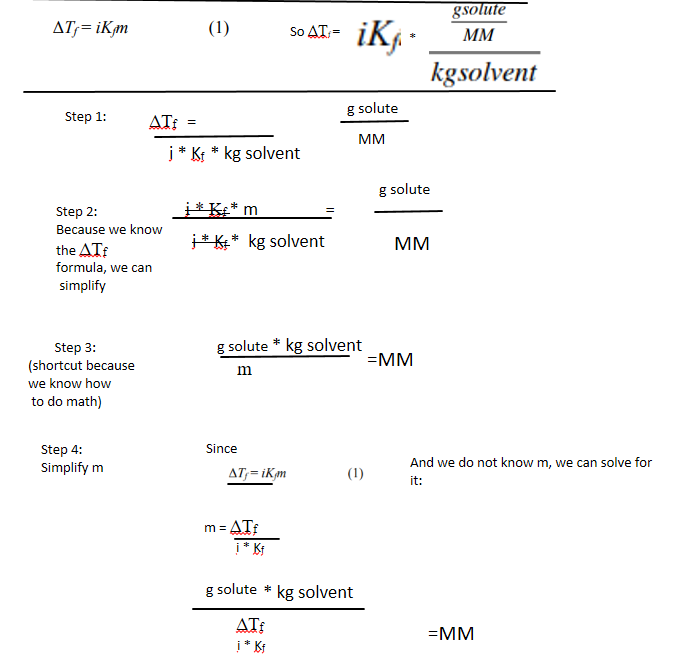 ΔTf = iKfm (1) So ΔTf = iKf * gsolute
MM
kgsolvent
Step 1: ΔTf = g solute
i * Kf * kg solvent MM
Step 2:
Because we know
the ΔTf
formula, we can
simplify
i * Kf * m = g solute
i * Kf * kg solvent MM
Step 3:
(shortcut because
we know how
to do math)
g solute * kg solvent =MM
m
Step 4:
Simplify m
Since
ΔTf = iKfm (1)
And we do not know m, we can solve for
it:
m = ΔTf
i * Kf
g solute * kg solvent
ΔTf
i * Kf
=MM